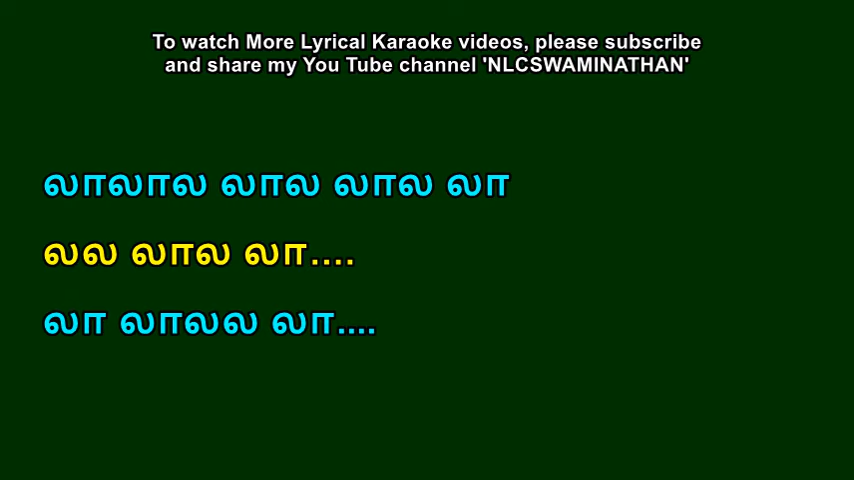 To watch More Lyrical Karaoke videos, please subscribe
and share my You Tube channel 'NLCSWAMINATHAN'
லாலால லால லால லா
லல லால லா....
லா லாலல லா....